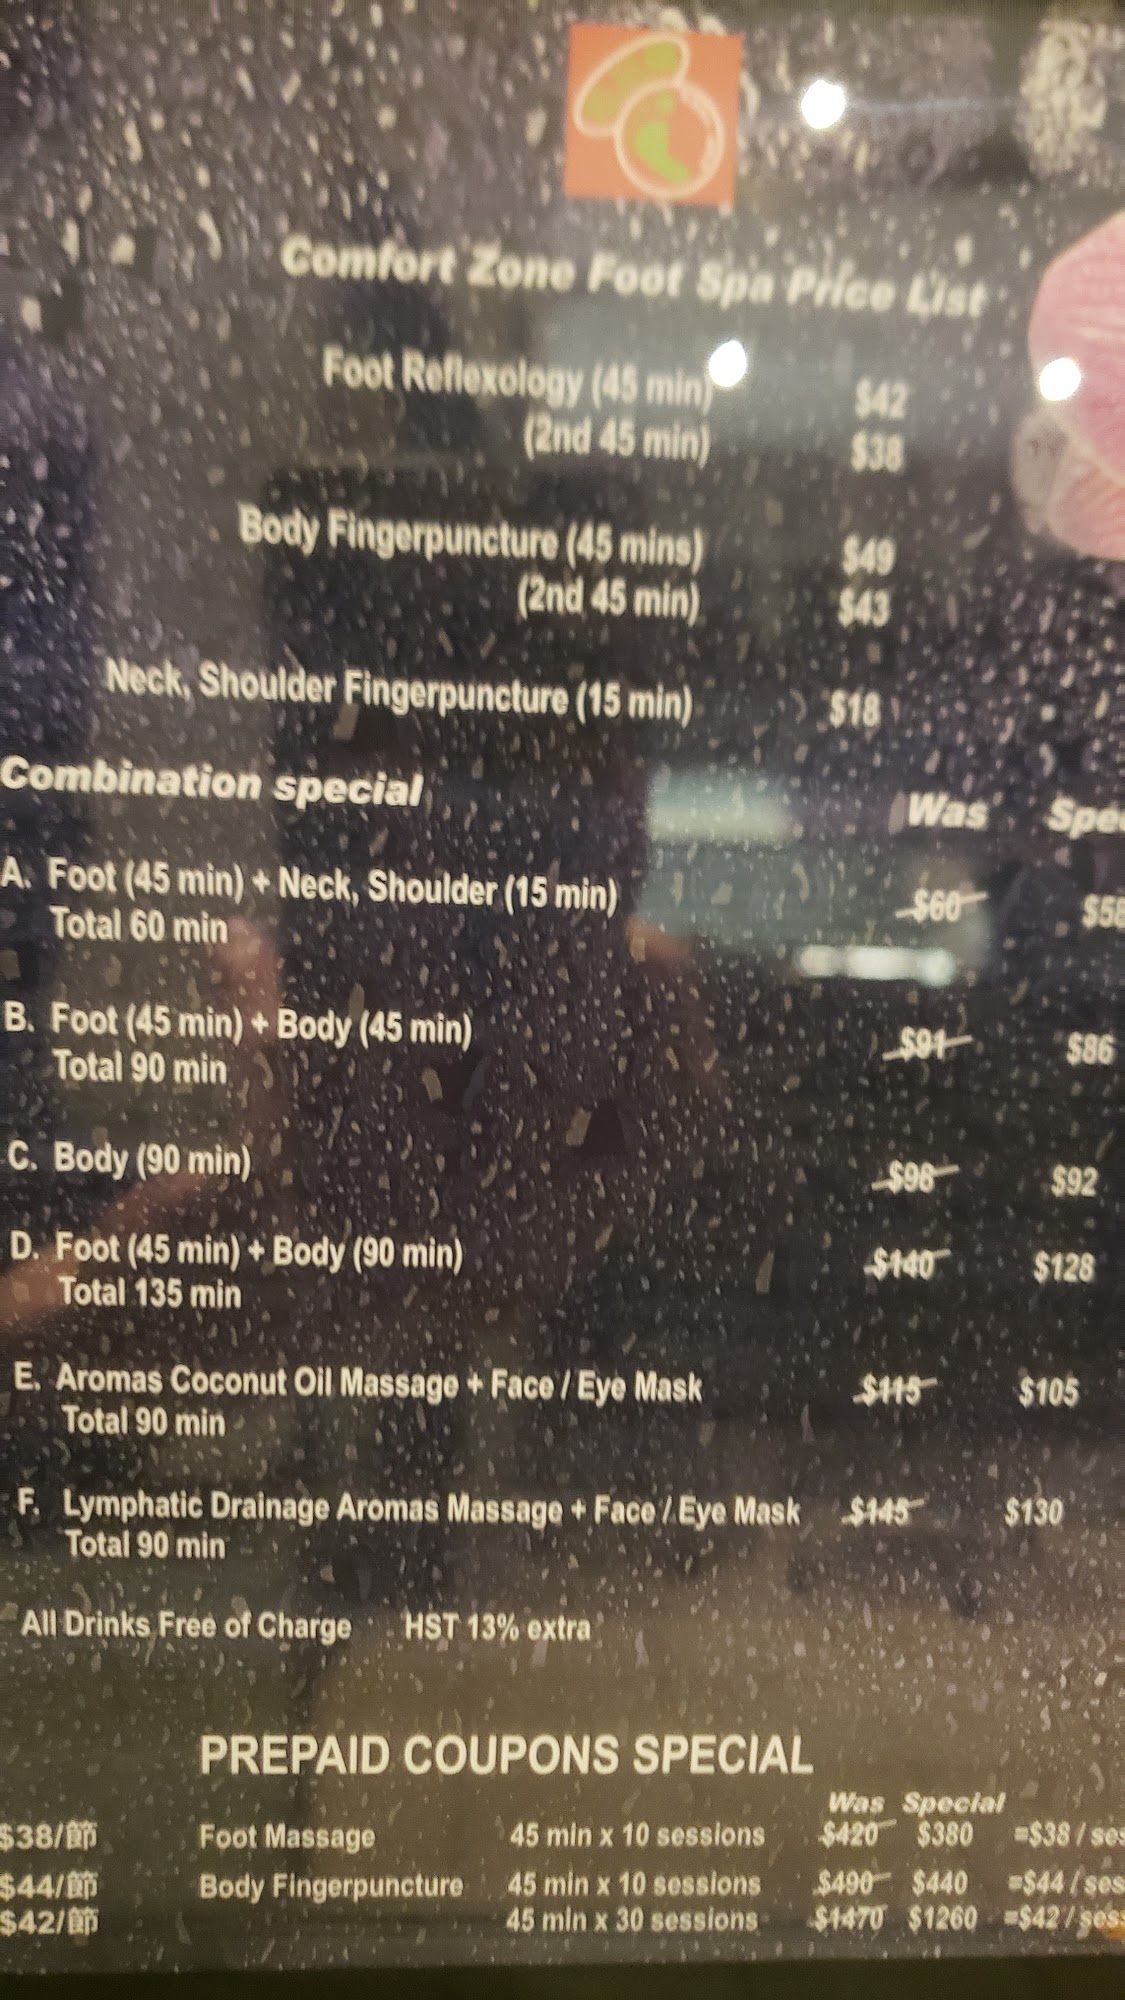 Comfort Zone Foot Spa Price List
Foot Reflexology (45 min) $42
(2nd 45 min) $38
Body Fingerpuncture (45 mins) $49
(2nd 45 min) $43
Neck, Shoulder Fingerpuncture (15 min) $18
Combination special Was Spec
A. Foot (45 min) + Neck, Shoulder (15 min) $60 $58
Total 60 min
B. Foot (45 min) + Body (45 min) $91 $86
Total 90 min
C. Body (90 min) $98 $92
D. Foot (45 min) + Body (90 min) $140 $128
Total 135 min
E. Aromas Coconut Oil Massage + Face / Eye Mask $115 $105
Total 90 min
F. Lymphatic Drainage Aromas Massage + Face / Eye Mask $145 $130
Total 90 min
All Drinks Free of Charge HST 13% extra
PREPAID COUPONS SPECIAL
Was Special
$38/節 Foot Massage 45 min x 10 sessions $420 $380 =$38 / ses
$44/節 Body Fingerpuncture 45 min x 10 sessions $490 $440 =$44 / ses
$42/節 45 min x 30 sessions $1470 $1260 =$42 / sess